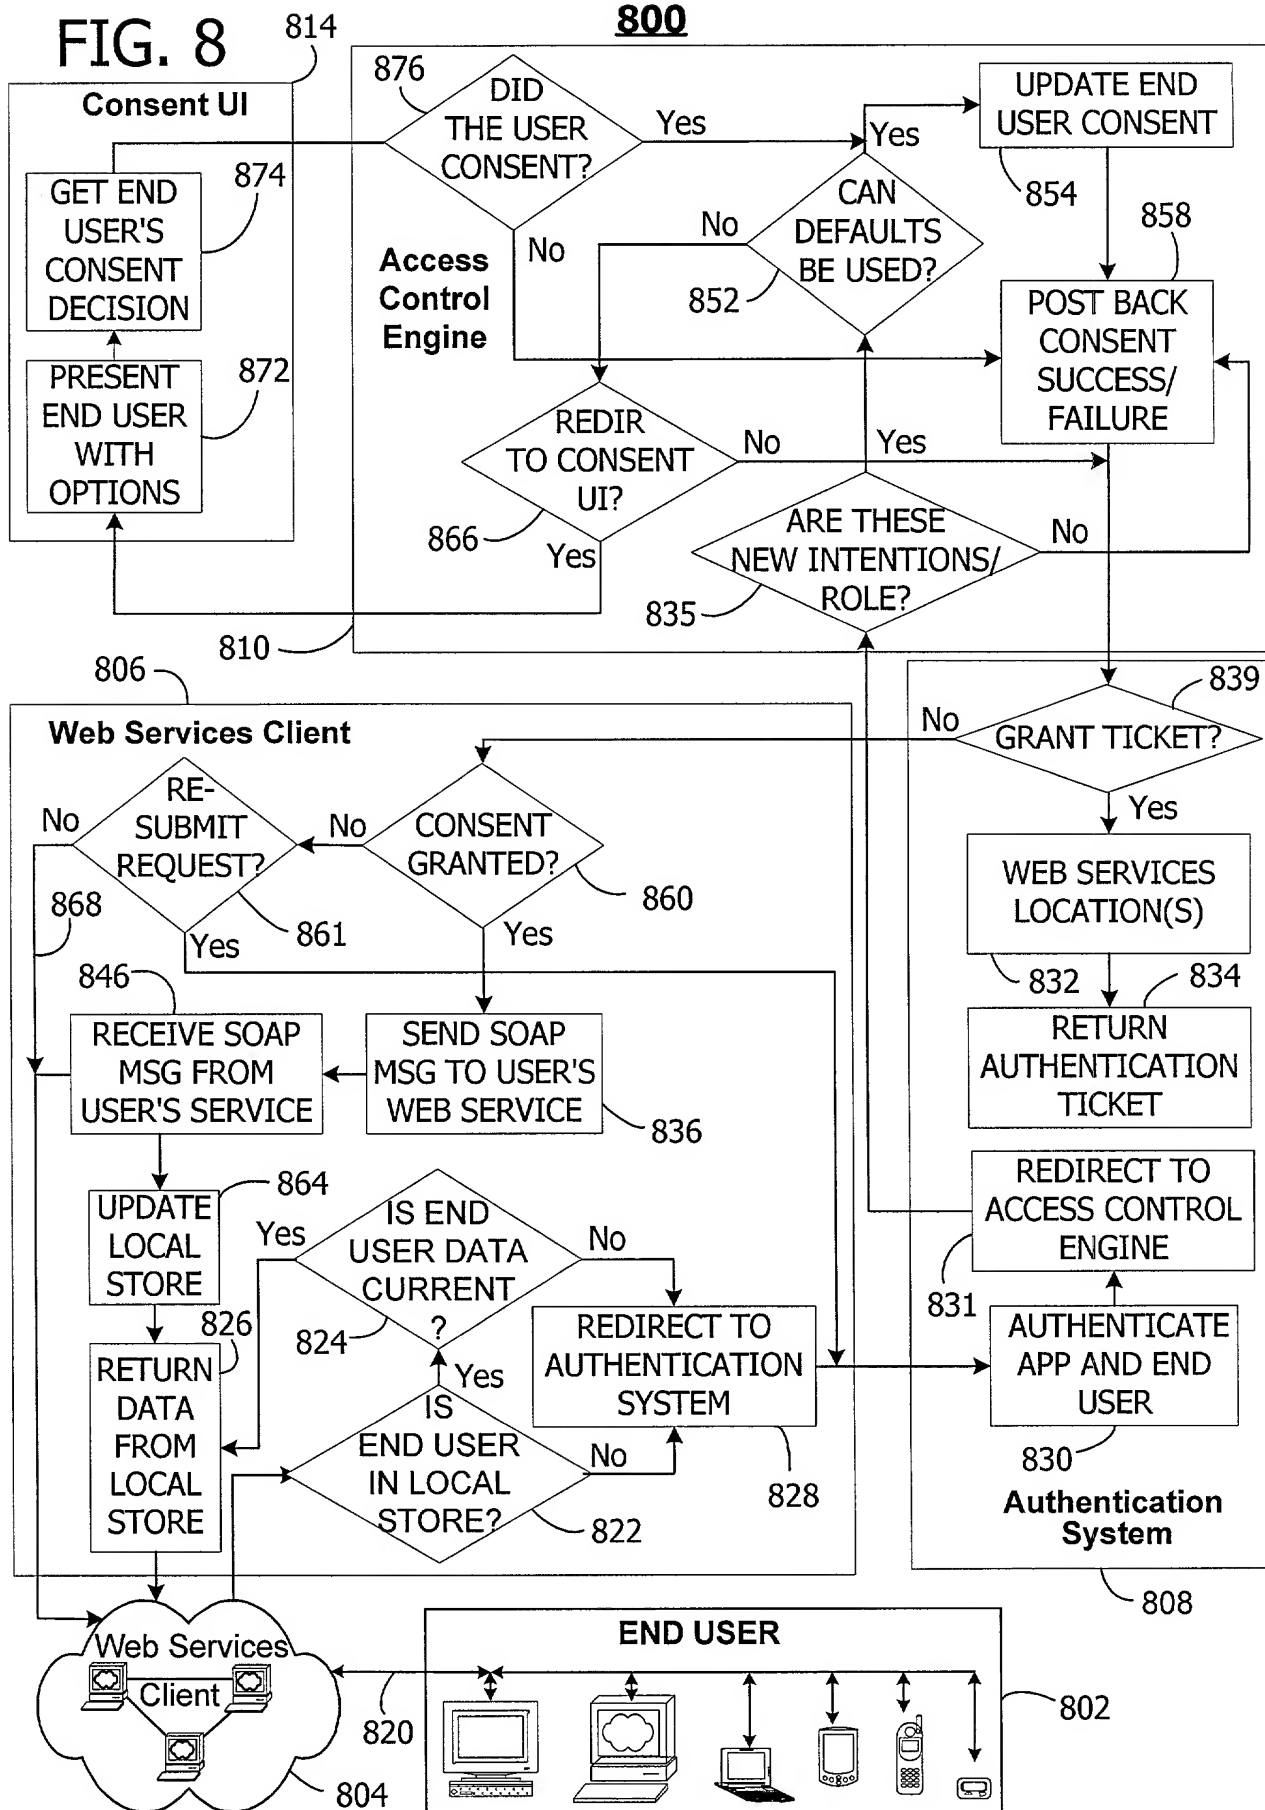 FIG. 8
800
814
Consent UI
GET END
USER'S
CONSENT
DECISION
874
PRESENT
END USER
WITH
OPTIONS
872
876
DID
THE USER
CONSENT?
Yes
No
Access
Control
Engine
Yes
CAN
DEFAULTS
BE USED?
No
852
UPDATE END
USER CONSENT
854
858
POST BACK
CONSENT
SUCCESS/
FAILURE
REDIR
TO CONSENT
UI?
No
866
Yes
Yes
ARE THESE
NEW INTENTIONS/
ROLE?
No
835
810
806
Web Services Client
RE-
SUBMIT
REQUEST?
No
868
861
Yes
CONSENT
GRANTED?
No
860
Yes
846
RECEIVE SOAP
MSG FROM
USER'S SERVICE
SEND SOAP
MSG TO USER'S
WEB SERVICE
836
864
UPDATE
LOCAL
STORE
826
RETURN
DATA
FROM
LOCAL
STORE
Yes
IS END
USER DATA
CURRENT
?
No
824
Yes
IS
END USER
IN LOCAL
STORE?
No
822
REDIRECT TO
AUTHENTICATION
SYSTEM
828
839
No
GRANT TICKET?
Yes
WEB SERVICES
LOCATION(S)
832
834
RETURN
AUTHENTICATION
TICKET
REDIRECT TO
ACCESS CONTROL
ENGINE
831
AUTHENTICATE
APP AND END
USER
830
Authentication
System
808
Web Services
Client
804
820
END USER
802